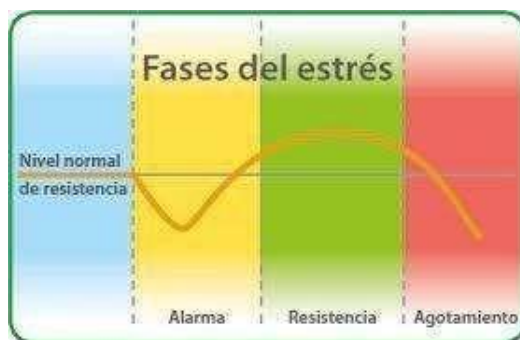 Fases del estrés
Nivel normal
de resistencia
Alarma
Resistencia
Agotamiento